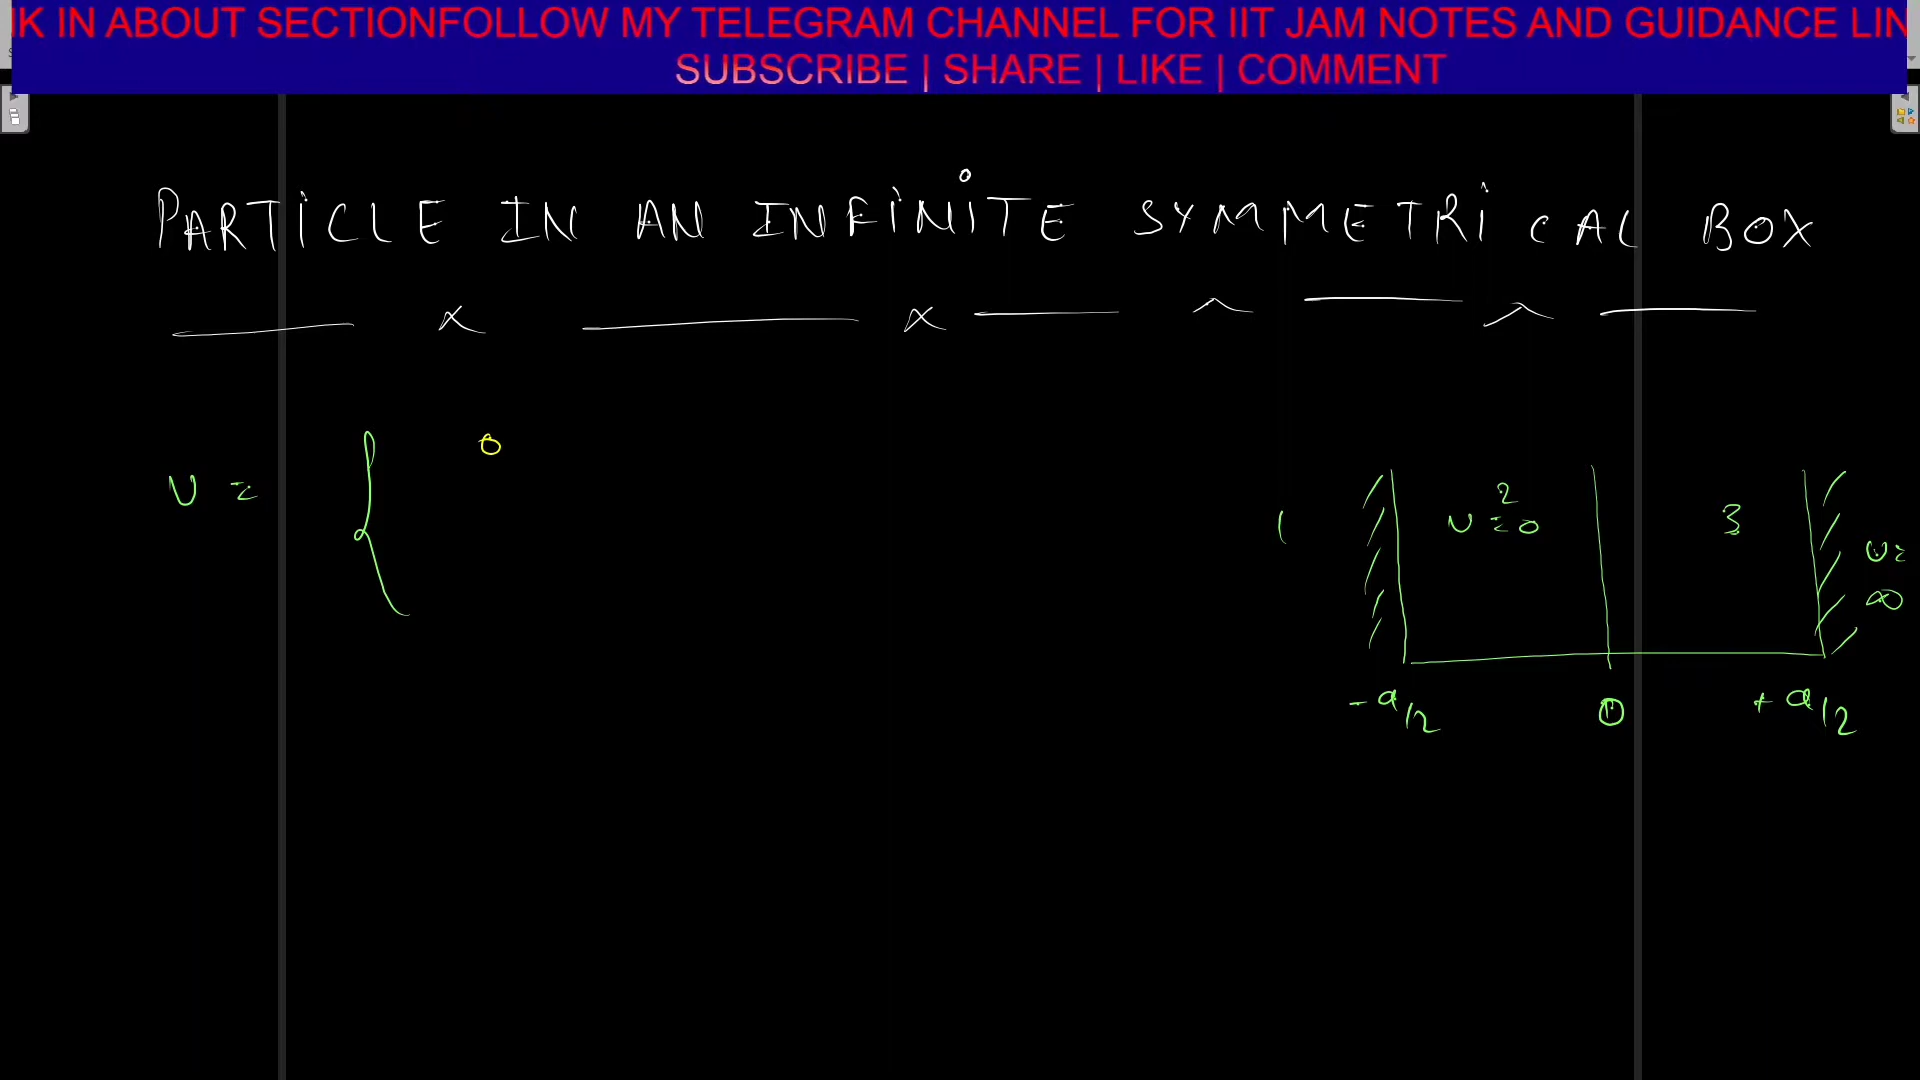 IK IN ABOUT SECTIONFOLLOW MY TELEGRAM CHANNEL FOR IIT JAM NOTES AND GUIDANCE LIN
SUBSCRIBE | SHARE | LIKE | COMMENT
PARTICLE IN AN INFINITE SYMMETRICAL BOX
V = { 0
1
2
V = 0
3
V =
∞
- a/2
0
+ a/2